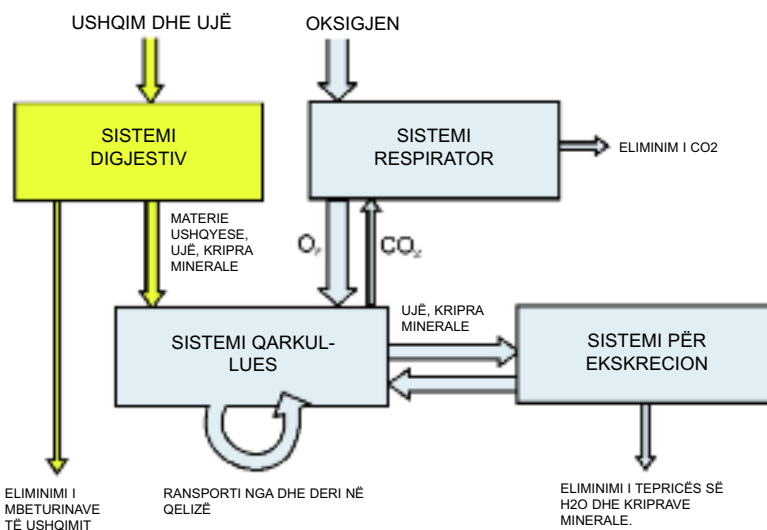 USHQIM DHE UJË
OKSIGJEN
SISTEMI
DIGJESTIV
SISTEMI
RESPIRATOR
ELIMINIM I CO2
MATERIE
USHQYESE,
UJË, KRIPRA
MINERALE
O₂
CO₂
UJË, KRIPRA
MINERALE
SISTEMI QARKUL-
LUES
SISTEMI PËR
EKSKRECION
ELIMINIMI I
MBETURINAVE
TË USHQIMIT
RANSPORTI NGA DHE DERI NË
QELIZË
ELIMINIMI I TEPRICËS SË
H2O DHE KRIPRAVE
MINERALE.